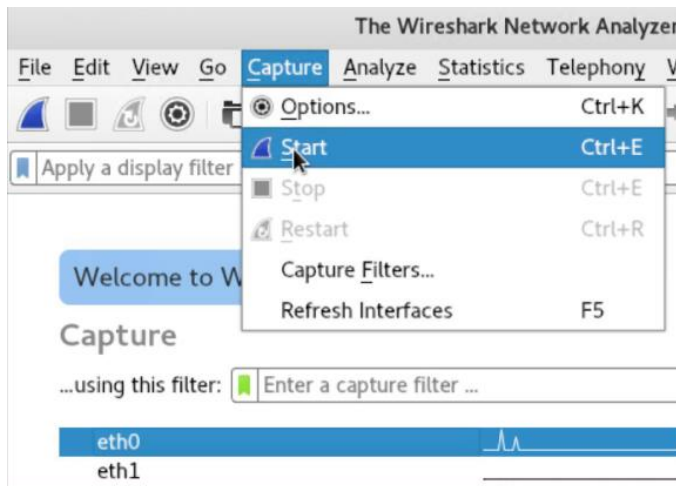 The Wireshark Network Analyzer
File Edit View Go Capture Analyze Statistics Telephony
Options... Ctrl+K
Start Ctrl+E
Apply a display filter
Stop Ctrl+E
Restart Ctrl+R
Welcome to W
Capture Filters...
Refresh Interfaces F5
Capture
...using this filter: Enter a capture filter ...
eth0
eth1